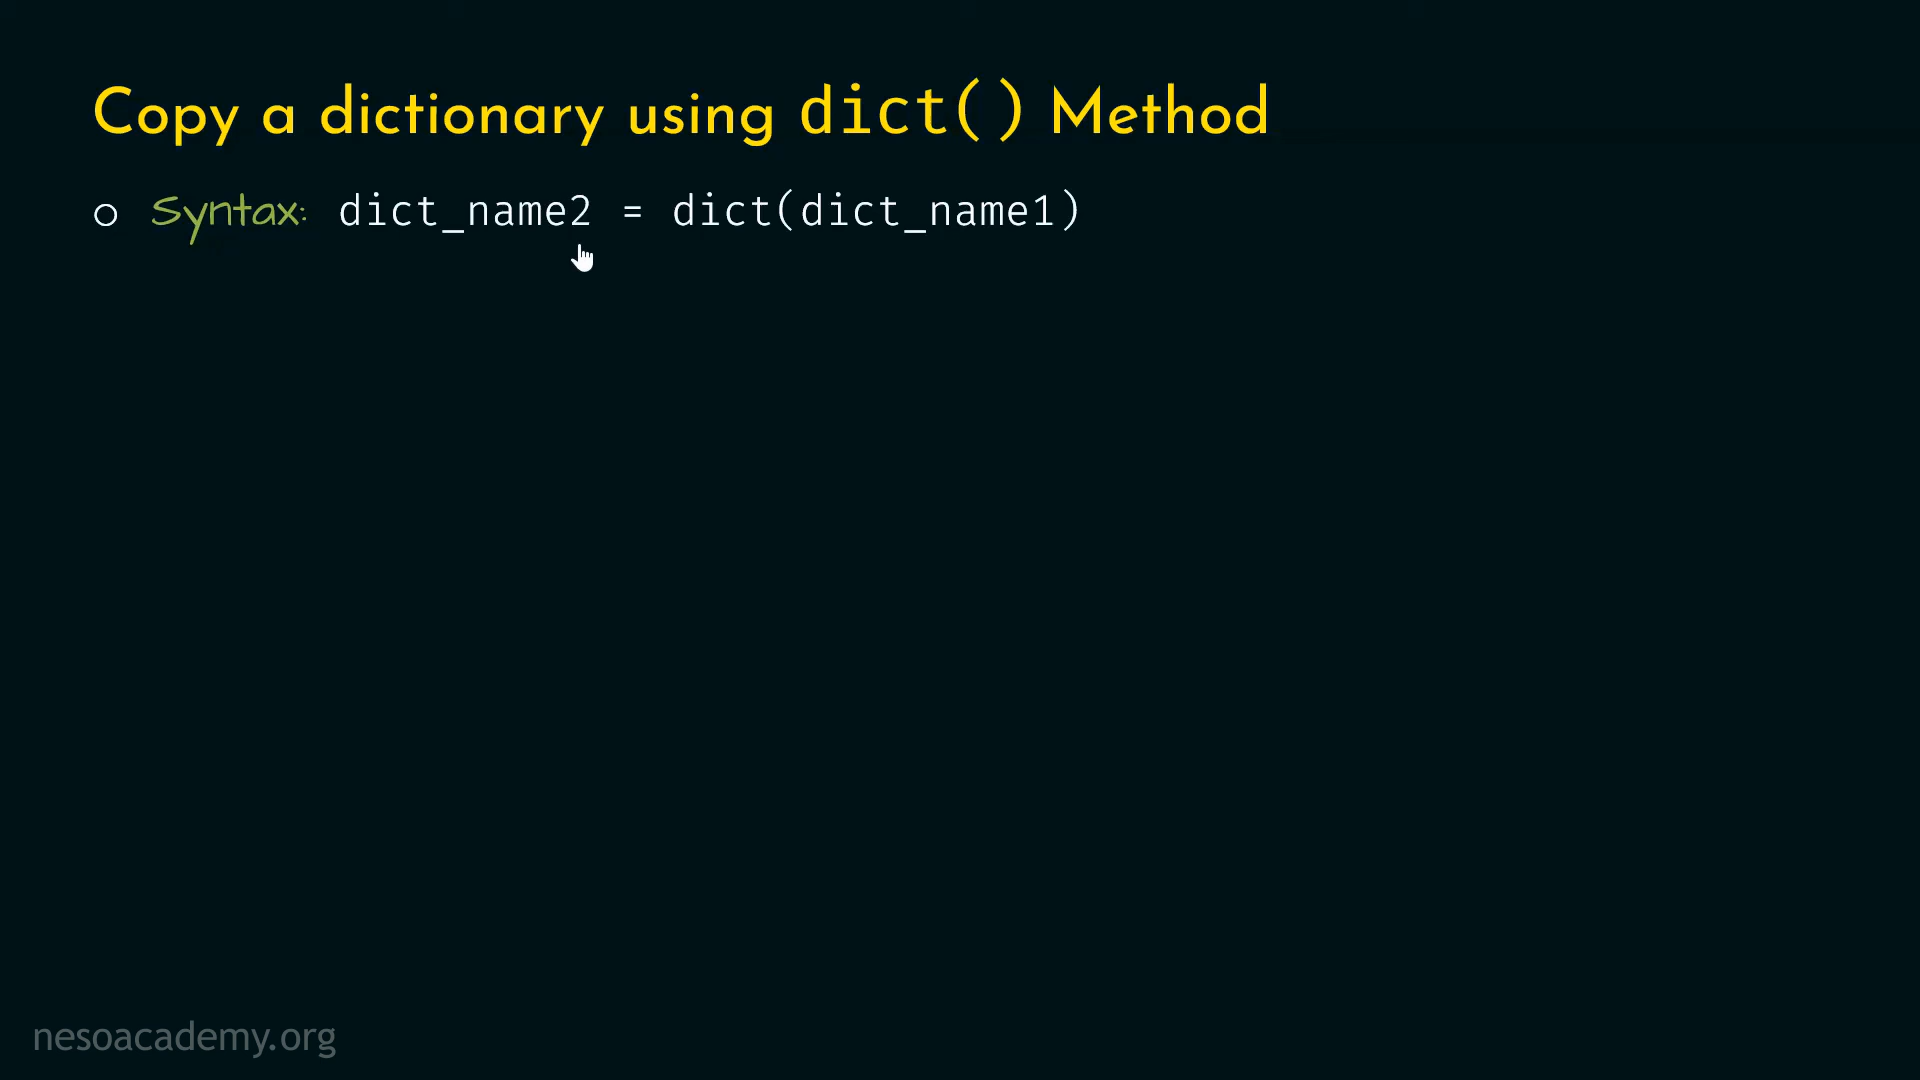 Copy a dictionary using dict() Method
○ Syntax: dict_name2 = dict(dict_name1)
nesoacademy.org